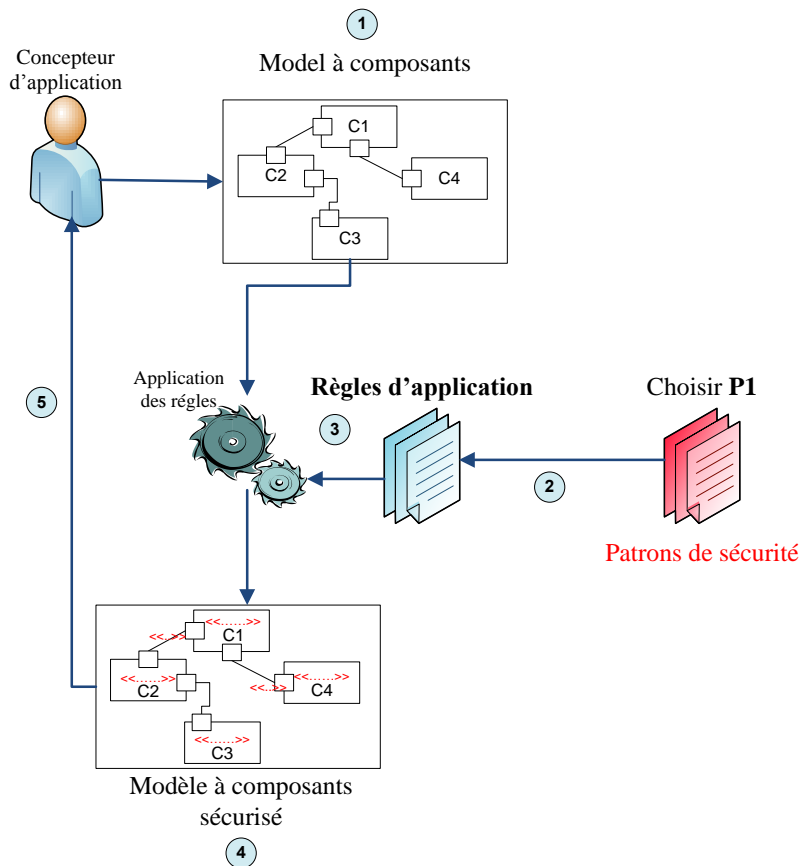 1
Concepteur
d'application
Model à composants
C1
C2
C4
C3
Application
des régles
5
3
Règles d'application
Choisir P1
2
Patrons de sécurité
<<......>>
<<..>>
C1
<<......>>
C2
<<......>>
<<..>>
C4
<<......>>
C3
Modèle à composants
sécurisé
4